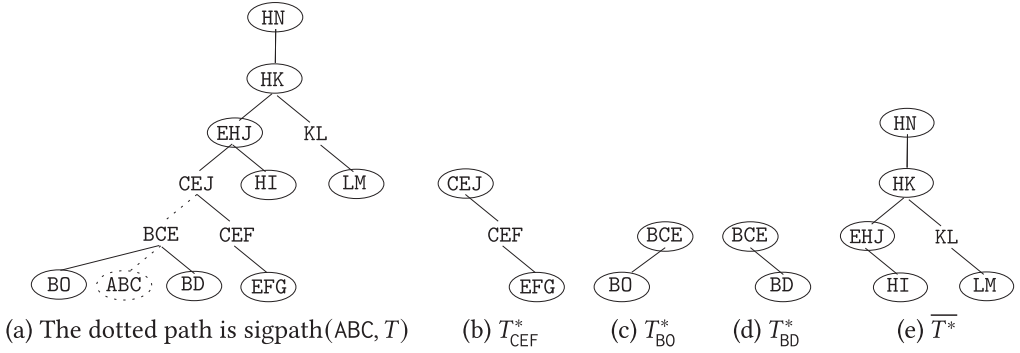 HN
HK
EHJ KL
CEJ HI LM
BCE CEF
BO ABC BD EFG
(a) The dotted path is sigpath(ABC, T)
CEJ
CEF
EFG
(b) T*CEF
BCE
BO
(c) T*BO
BCE
BD
(d) T*BD
HN
HK
EHJ KL
HI LM
(e) T̅*̅